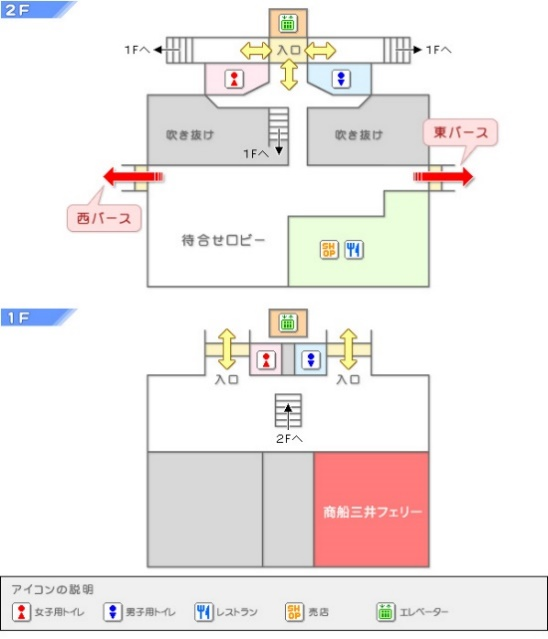 2F
1Fへ
入口
1Fへ
吹き抜け
吹き抜け
1Fへ
東バース
西バース
待合せロビー
SHOP
1F
入口
入口
2Fへ
商船三井フェリー
アイコンの説明
女子用トイレ
男子用トイレ
レストラン
SHOP
売店
エレベーター